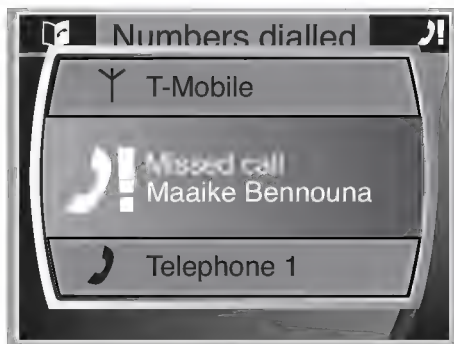 Numbers dialled
T-Mobile
Missed call
Maaike Bennouna
Telephone 1